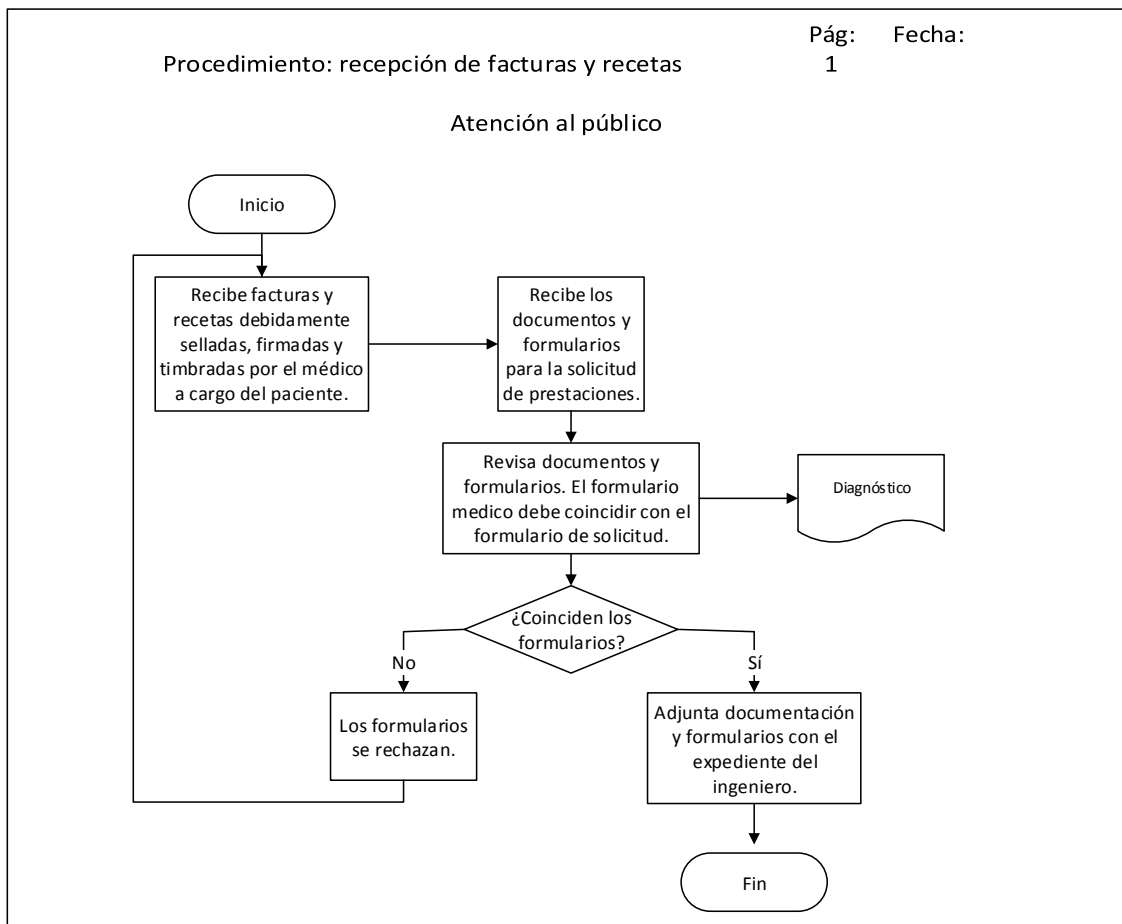 Pág: Fecha:
Procedimiento: recepción de facturas y recetas 1
Atención al público
Inicio
Recibe facturas y
recetas debidamente
selladas, firmadas y
timbradas por el médico
a cargo del paciente.
Recibe los
documentos y
formularios
para la solicitud
de prestaciones.
Revisa documentos y
formularios. El formulario
medico debe coincidir con el
formulario de solicitud.
Diagnóstico
¿Coinciden los
formularios?
No
Sí
Los formularios
se rechazan.
Adjunta documentación
y formularios con el
expediente del
ingeniero.
Fin